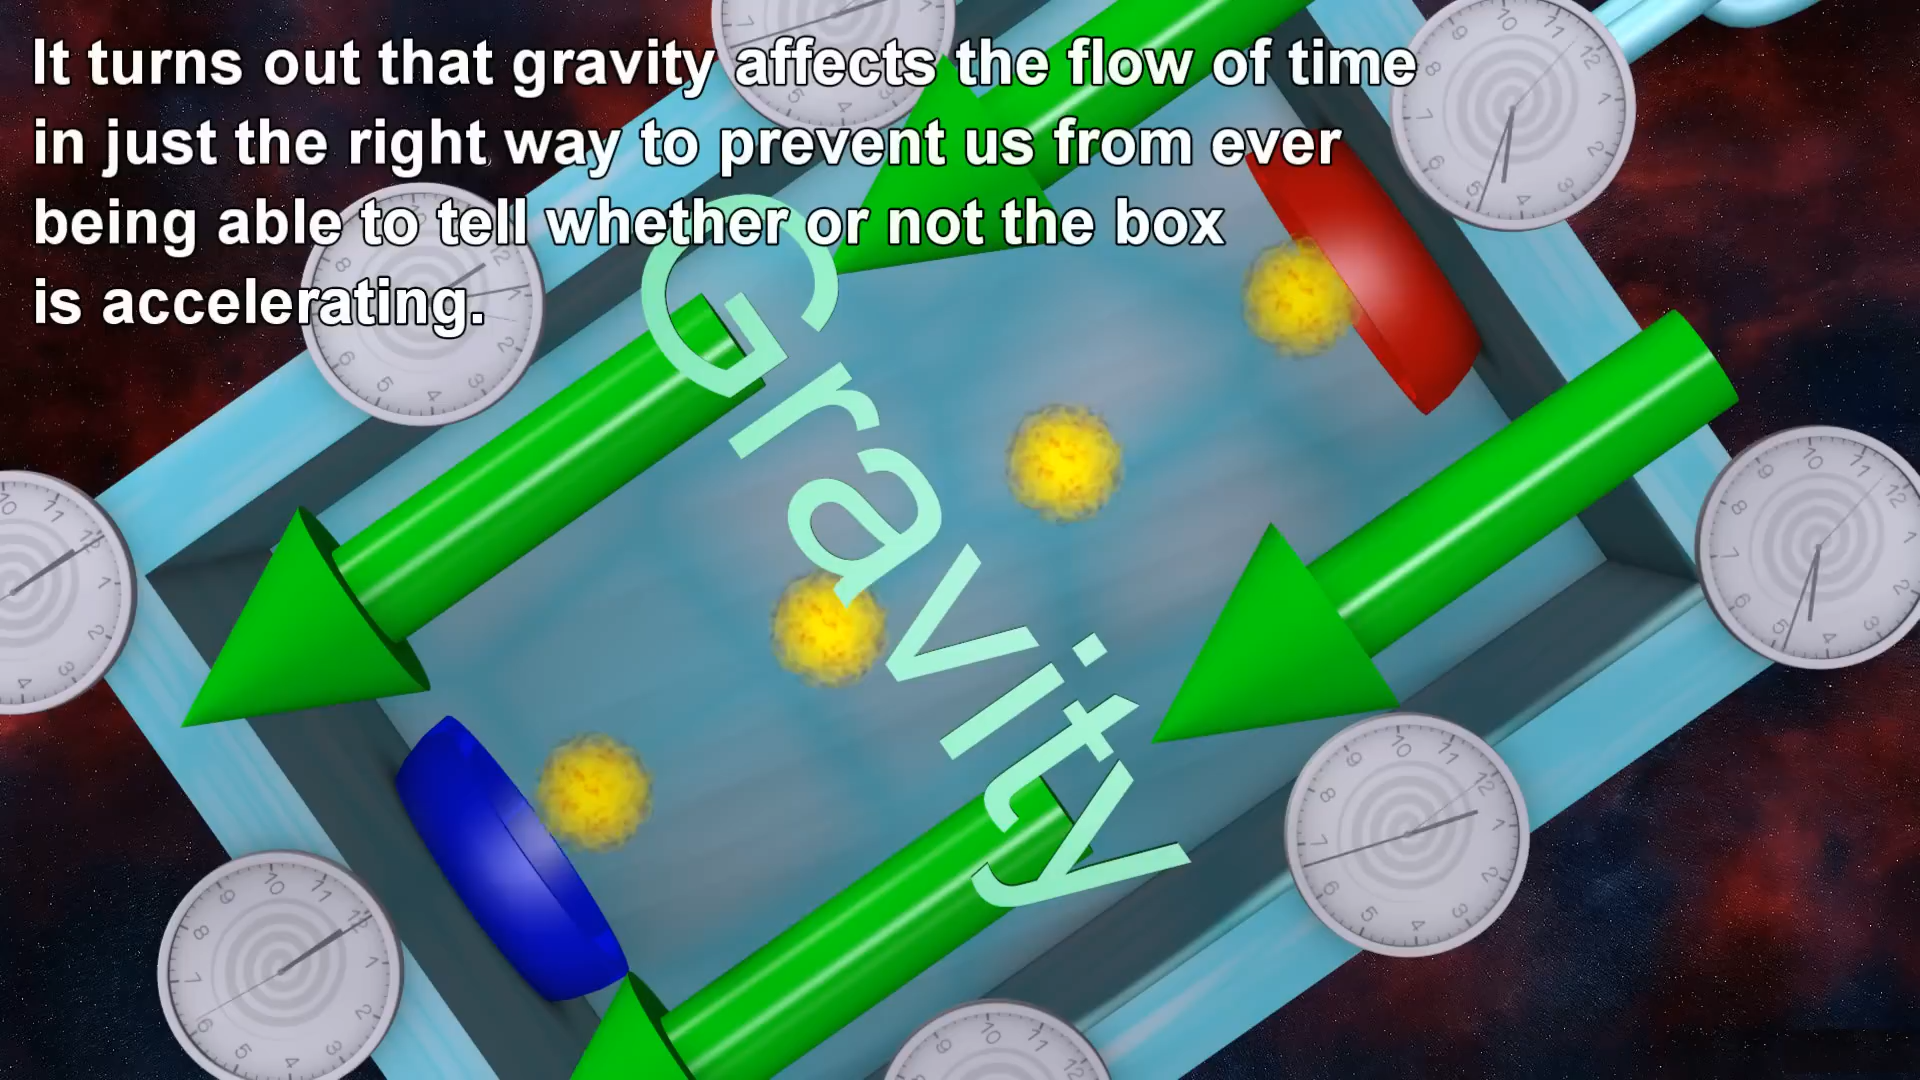 It turns out that gravity affects the flow of time
in just the right way to prevent us from ever
being able to tell whether or not the box
is accelerating.
Gravity